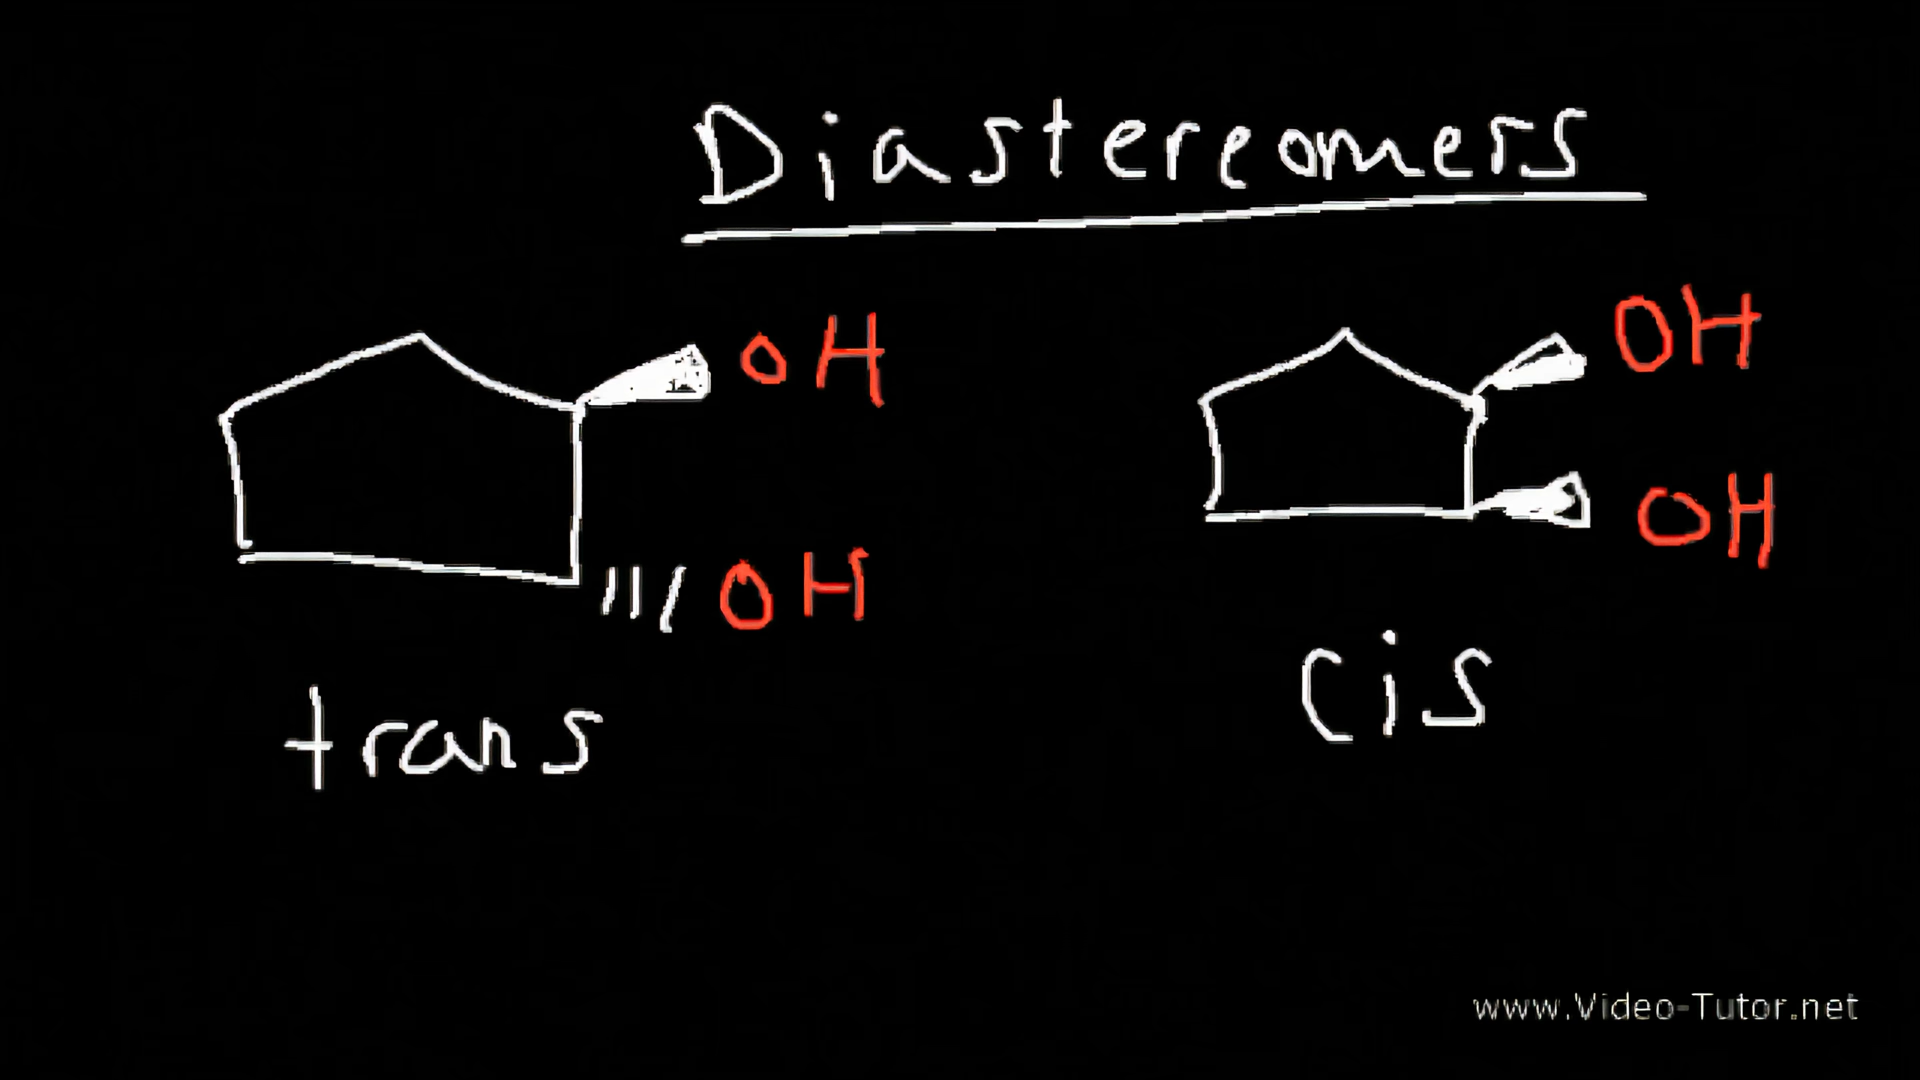 Diastereomers
OH
OH
trans
OH
OH
cis
www.Video-Tutor.net